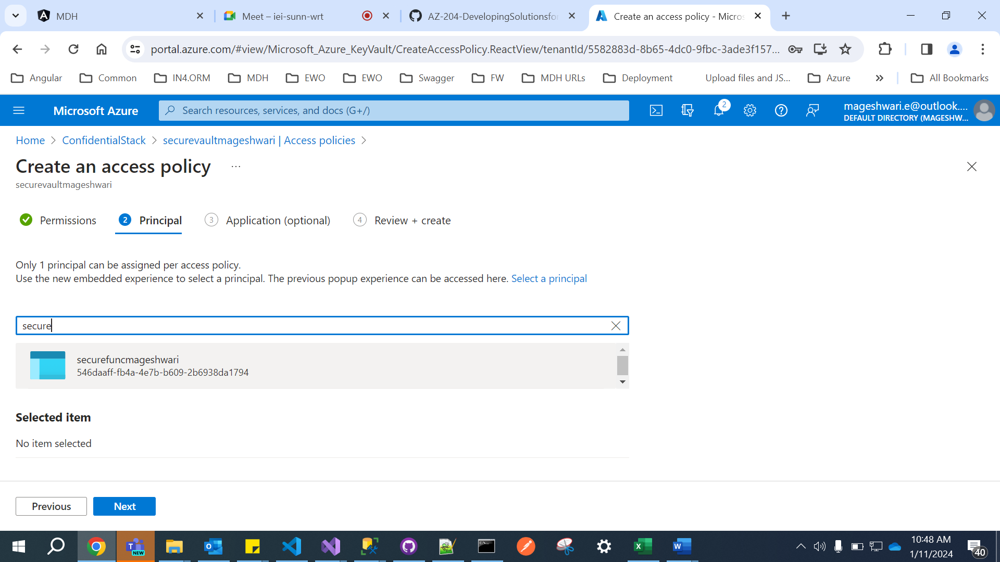 MDH
Meet – iei-sunn-wrt
AZ-204-DevelopingSolutionsfo
Create an access policy - Micros
portal.azure.com/#view/Microsoft_Azure_KeyVault/CreateAccessPolicy.ReactView/tenantId/5582883d-8b65-4dc0-9fbc-3ade3f157...
Angular
Common
IN4.ORM
MDH
EWO
EWO
Swagger
FW
MDH URLs
Deployment
Upload files and JS...
Azure
All Bookmarks
Microsoft Azure
Search resources, services, and docs (G+/)
2
mageshwari.e@outlook....
DEFAULT DIRECTORY (MAGESHW...
Home > ConfidentialStack > securevaultmageshwari | Access policies >
Create an access policy ...
securevaultmageshwari
Permissions
2 Principal
3 Application (optional)
4 Review + create
Only 1 principal can be assigned per access policy.
Use the new embedded experience to select a principal. The previous popup experience can be accessed here. Select a principal
secure
securefuncmageshwari
546daaff-fb4a-4e7b-b609-2b6938da1794
Selected item
No item selected
Previous
Next
NEW
10:48 AM
1/11/2024
40